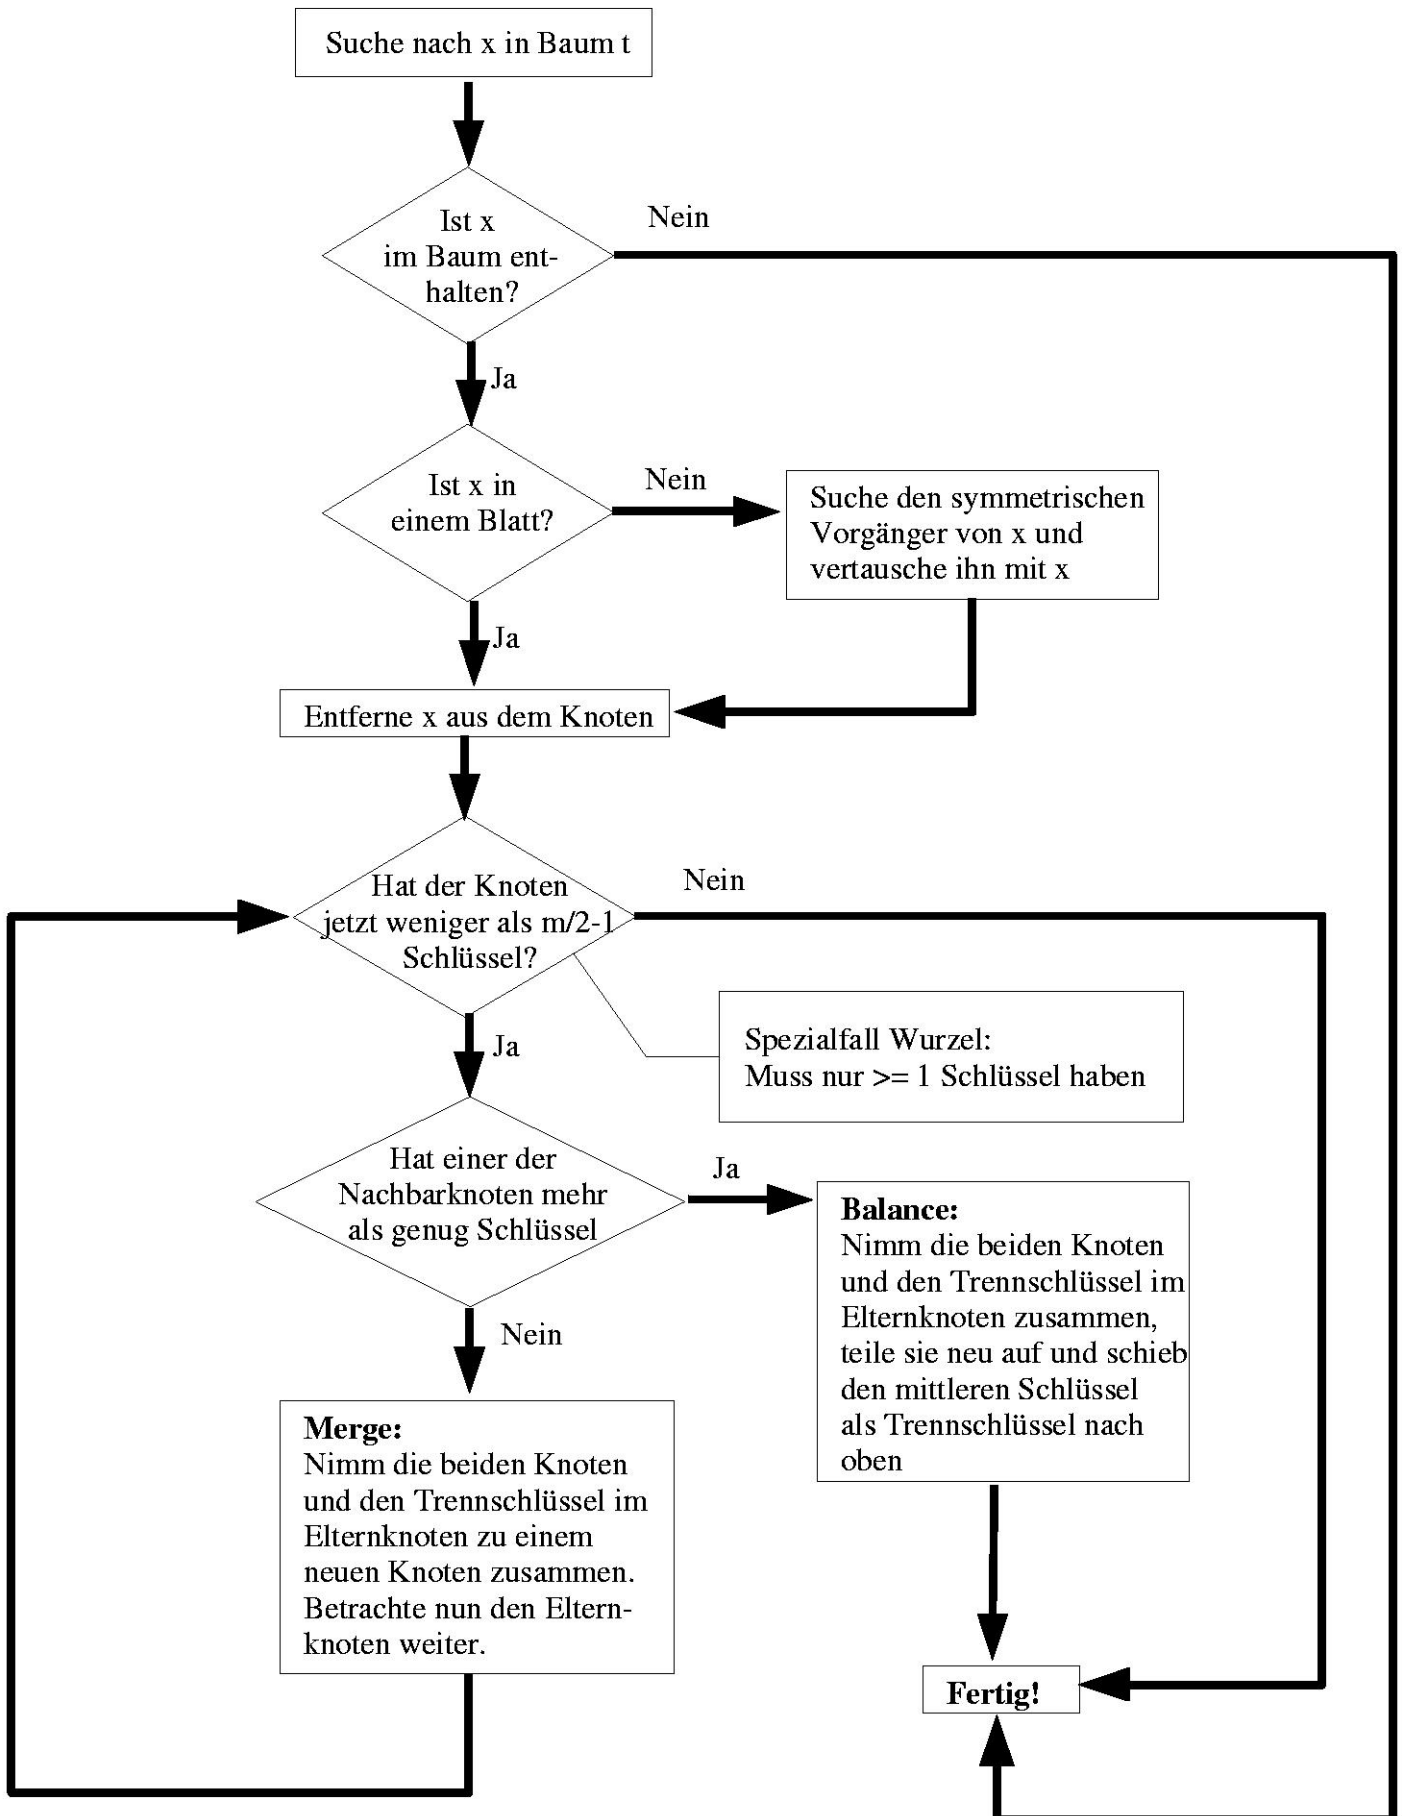 Suche nach x in Baum t
Ist x
im Baum ent-
halten?
Nein
Ja
Ist x in
einem Blatt?
Nein
Suche den symmetrischen
Vorgänger von x und
vertausche ihn mit x
Ja
Entferne x aus dem Knoten
Hat der Knoten
jetzt weniger als m/2-1
Schlüssel?
Nein
Spezialfall Wurzel:
Muss nur >= 1 Schlüssel haben
Ja
Hat einer der
Nachbarknoten mehr
als genug Schlüssel
Ja
Balance:
Nimm die beiden Knoten
und den Trennschlüssel im
Elternknoten zusammen,
teile sie neu auf und schieb
den mittleren Schlüssel
als Trennschlüssel nach
oben
Nein
Merge:
Nimm die beiden Knoten
und den Trennschlüssel im
Elternknoten zu einem
neuen Knoten zusammen.
Betrachte nun den Eltern-
knoten weiter.
Fertig!